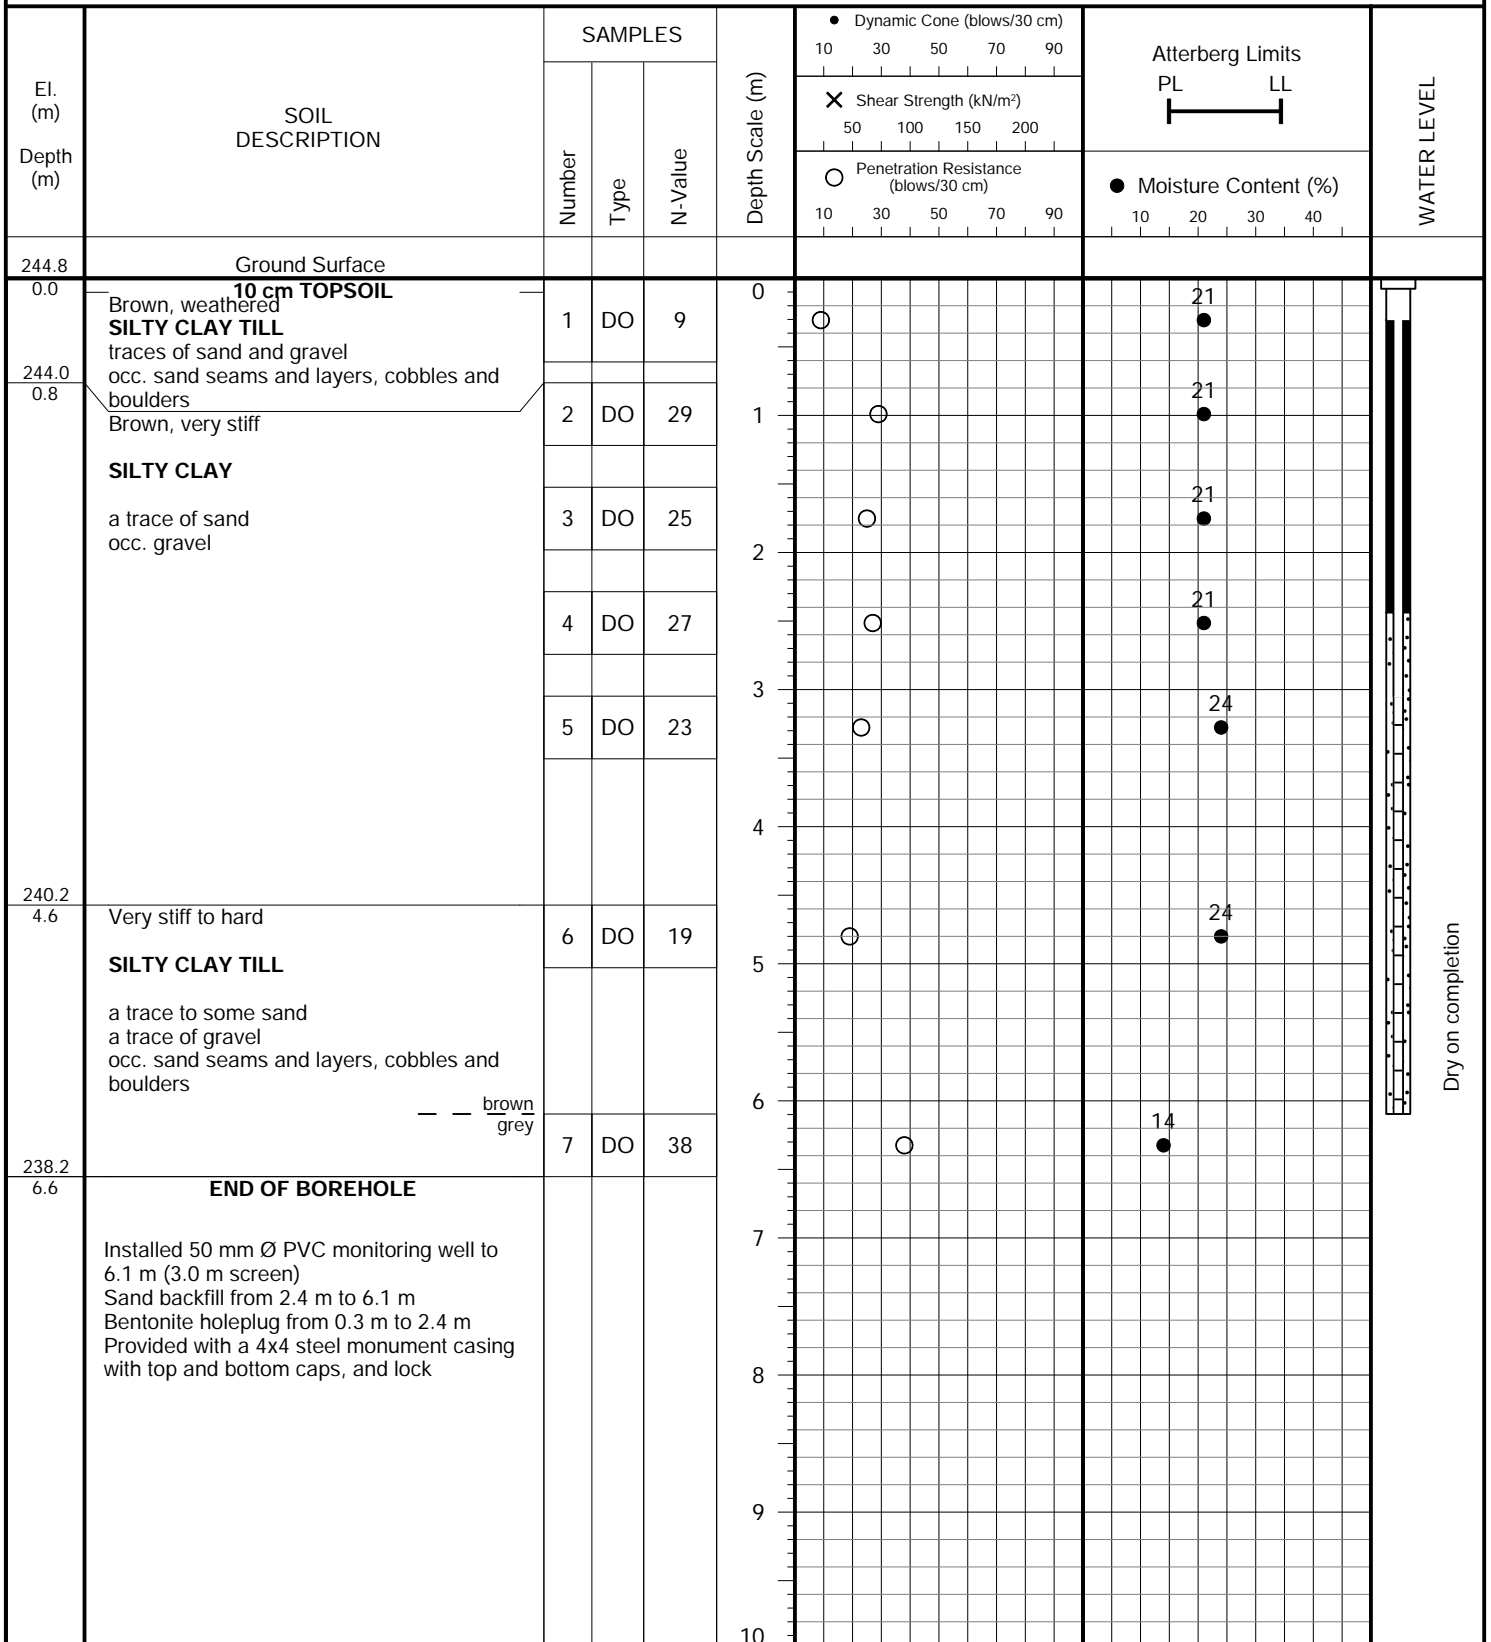 El.
(m)
Depth
(m)
SOIL
DESCRIPTION
SAMPLES
Number
Type
N-Value
Depth Scale (m)
Dynamic Cone (blows/30 cm)
10 30 50 70 90
Shear Strength (kN/m²)
50 100 150 200
Penetration Resistance
(blows/30 cm)
10 30 50 70 90
Atterberg Limits
PL LL
Moisture Content (%)
10 20 30 40
WATER LEVEL
244.8
Ground Surface
0.0
10 cm TOPSOIL
Brown, weathered
SILTY CLAY TILL
traces of sand and gravel
occ. sand seams and layers, cobbles and
boulders
1 DO 9
0
21
244.0
0.8
Brown, very stiff
SILTY CLAY
a trace of sand
occ. gravel
2 DO 29
1
21
3 DO 25
21
2
4 DO 27
21
3
5 DO 23
24
4
240.2
4.6
Very stiff to hard
SILTY CLAY TILL
a trace to some sand
a trace of gravel
occ. sand seams and layers, cobbles and
boulders
brown
grey
6 DO 19
24
5
Dry on completion
6
7 DO 38
14
238.2
6.6
END OF BOREHOLE
Installed 50 mm Ø PVC monitoring well to
6.1 m (3.0 m screen)
Sand backfill from 2.4 m to 6.1 m
Bentonite holeplug from 0.3 m to 2.4 m
Provided with a 4x4 steel monument casing
with top and bottom caps, and lock
7
8
9
10